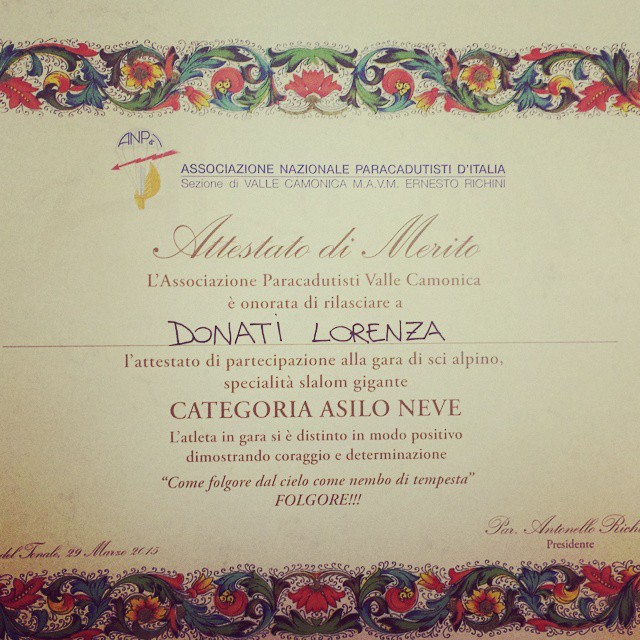 ANPd'I
ASSOCIAZIONE NAZIONALE PARACADUTISTI D'ITALIA
Sezione di VALLE CAMONICA M.A.V.M. ERNESTO RICHINI
Attestato di Merito
L'Associazione Paracadutisti Valle Camonica
è onorata di rilasciare a
DONATI LORENZA
l'attestato di partecipazione alla gara di sci alpino,
specialità slalom gigante
CATEGORIA ASILO NEVE
L'atleta in gara si è distinto in modo positivo
dimostrando coraggio e determinazione
“Come folgore dal cielo come nembo di tempesta”
FOLGORE!!!
del Tonale, 29 Marzo 2015
Par. Antonello Richi
Presidente